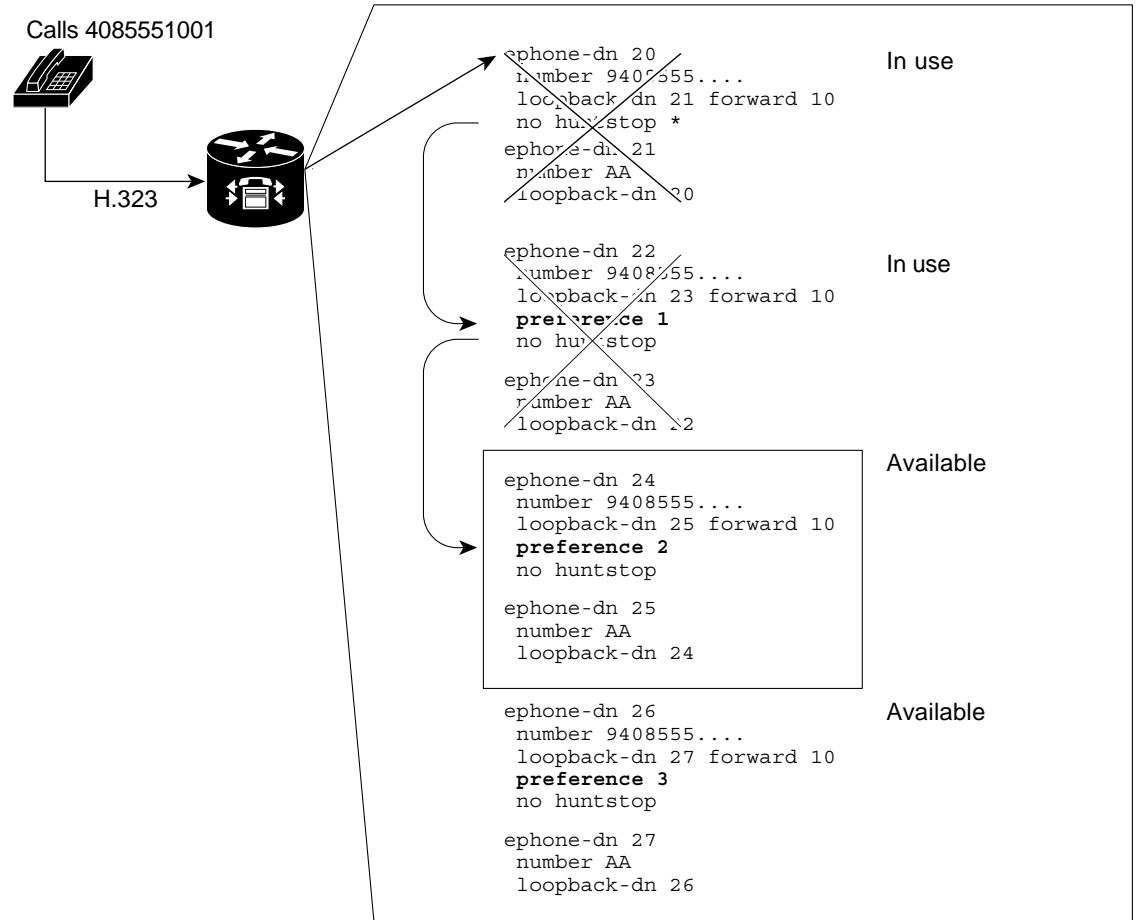 Calls 4085551001
H.323
ephone-dn 20
number 9408555....
loopback-dn 21 forward 10
no huntstop *
In use
ephone-dn 21
number AA
loopback-dn 20
ephone-dn 22
number 9408555....
loopback-dn 23 forward 10
preference 1
no huntstop
In use
ephone-dn 23
number AA
loopback-dn 22
ephone-dn 24
number 9408555....
loopback-dn 25 forward 10
preference 2
no huntstop
Available
ephone-dn 25
number AA
loopback-dn 24
ephone-dn 26
number 9408555....
loopback-dn 27 forward 10
preference 3
no huntstop
Available
ephone-dn 27
number AA
loopback-dn 26